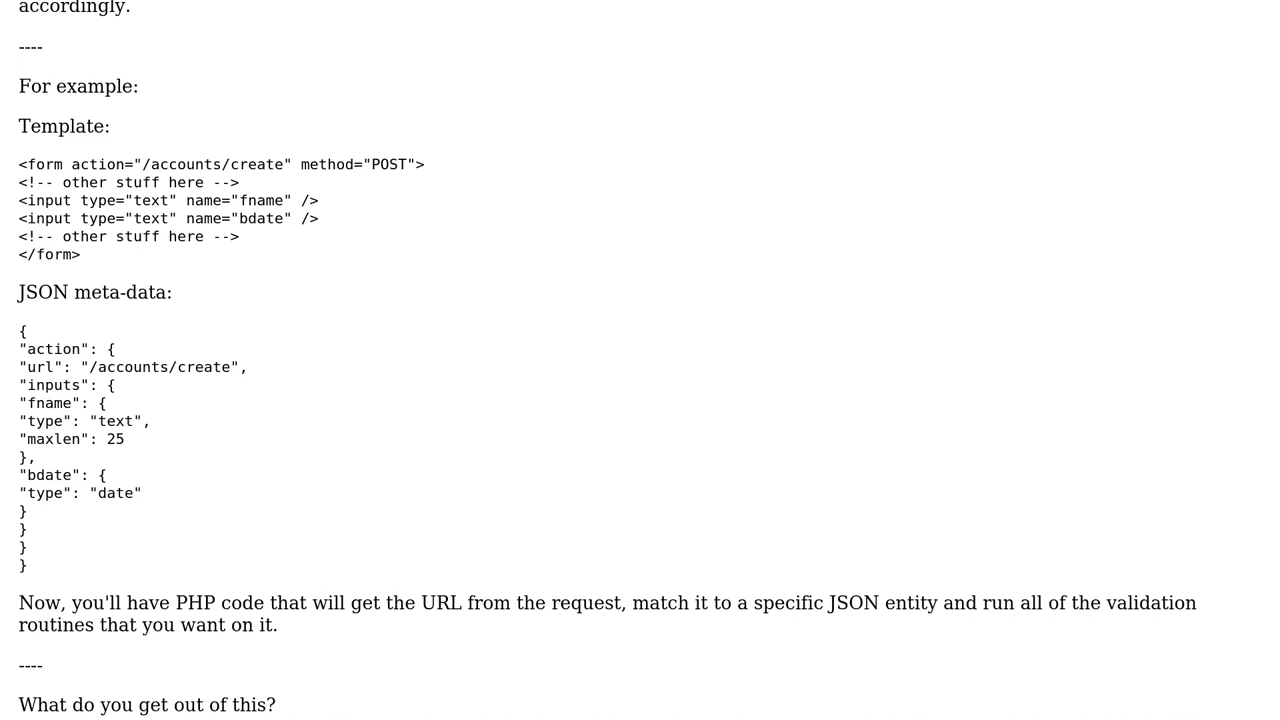 accordingly.
----
For example:
Template:
<form action="/accounts/create" method="POST">
<!-- other stuff here -->
<input type="text" name="fname" />
<input type="text" name="bdate" />
<!-- other stuff here -->
</form>
JSON meta-data:
{
"action": {
"url": "/accounts/create",
"inputs": {
"fname": {
"type": "text",
"maxlen": 25
},
"bdate": {
"type": "date"
}
}
}
}
Now, you'll have PHP code that will get the URL from the request, match it to a specific JSON entity and run all of the validation
routines that you want on it.
----
What do you get out of this?